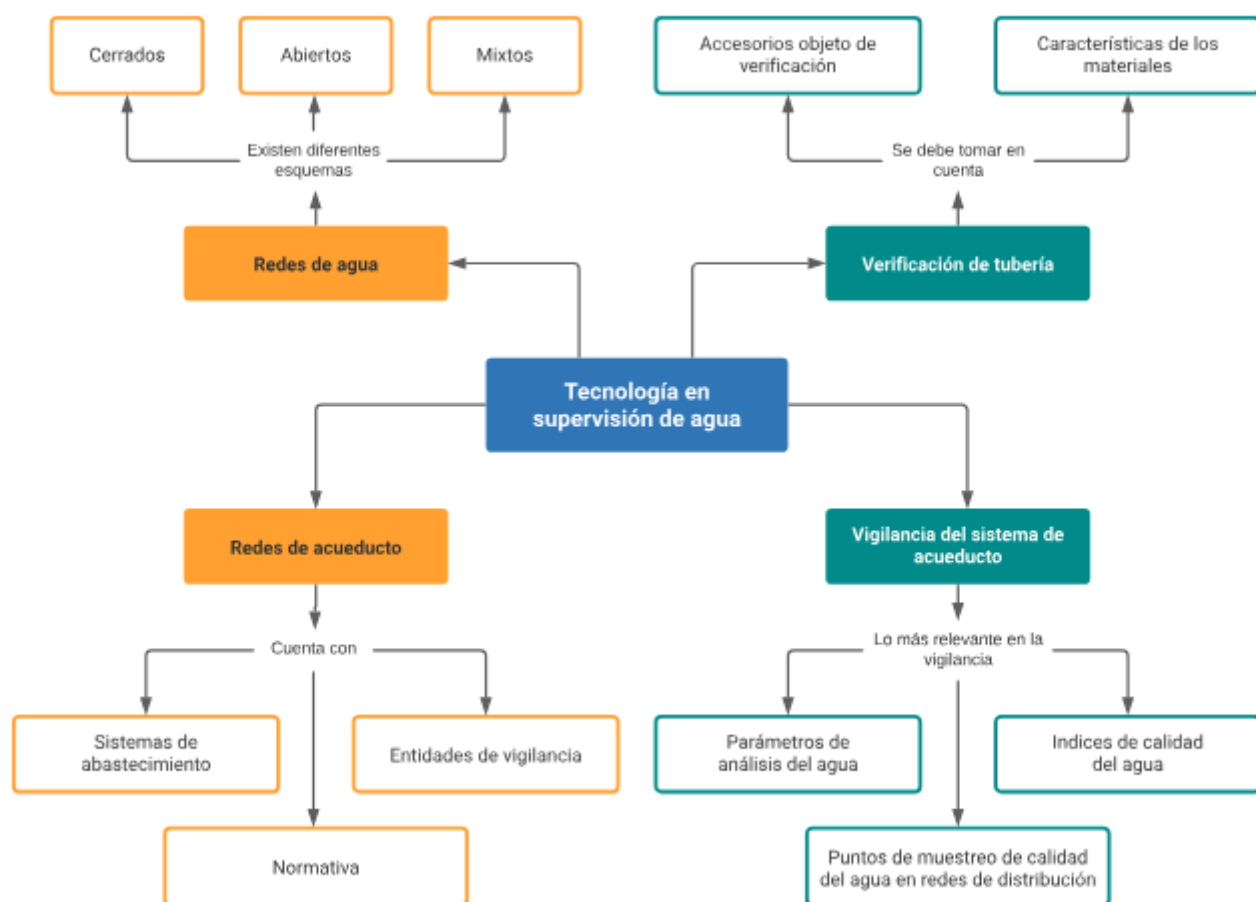 Cerrados
Abiertos
Mixtos
Accesorios objeto de
verificación
Características de los
materiales
Existen diferentes
esquemas
Se debe tomar en
cuenta
Redes de agua
Verificación de tubería
Tecnología en
supervisión de agua
Redes de acueducto
Vigilancia del sistema de
acueducto
Cuenta con
Lo más relevante en la
vigilancia
Sistemas de
abastecimiento
Entidades de vigilancia
Parámetros de
análisis del agua
Indices de calidad
del agua
Normativa
Puntos de muestreo de calidad
del agua en redes de distribución